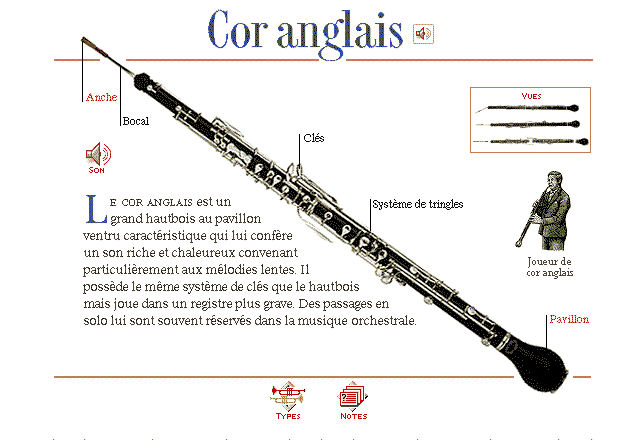 Cor anglais
Anche
Bocal
Vues
Clés
Son
Système de tringles
LE COR ANGLAIS est un
grand hautbois au pavillon
ventru caractéristique qui lui confère
un son riche et chaleureux convenant
particulièrement aux mélodies lentes. Il
possède le même système de clés que le hautbois
mais joue dans un registre plus grave. Des passages en
solo lui sont souvent réservés dans la musique orchestrale.
Joueur de
cor anglais
Pavillon
Types
Notes